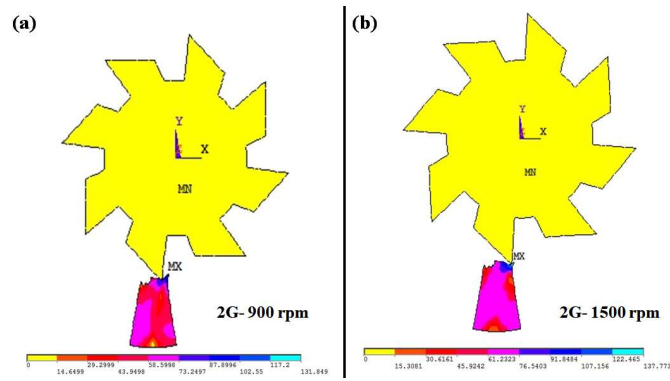 (a)
Y
X
MN
MX
2G- 900 rpm
0 29.2999 58.5998 87.8996 117.2
14.6499 43.9498 73.2497 102.55 131.849
(b)
Y
X
MN
MX
2G- 1500 rpm
0 30.6161 61.2323 91.8484 122.465
15.3081 45.9242 76.5403 107.156